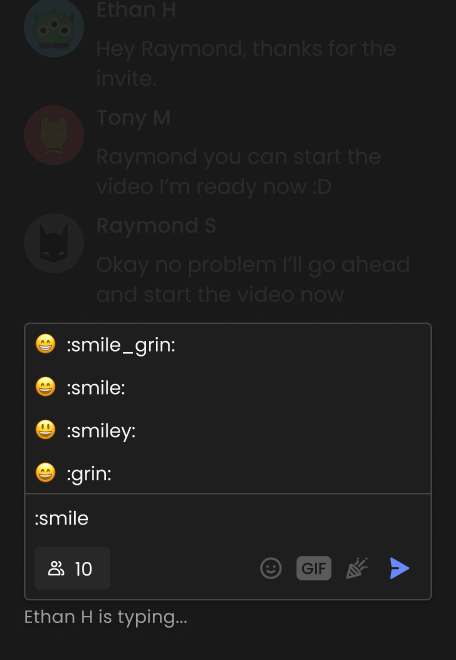 Ethan H
Hey Raymond, thanks for the
invite.
Tony M
Raymond you can start the
video I’m ready now :D
Raymond S
Okay no problem I’ll go ahead
and start the video now
:smile_grin:
:smile:
:smiley:
:grin:
:smile
10
GIF
Ethan H is typing...